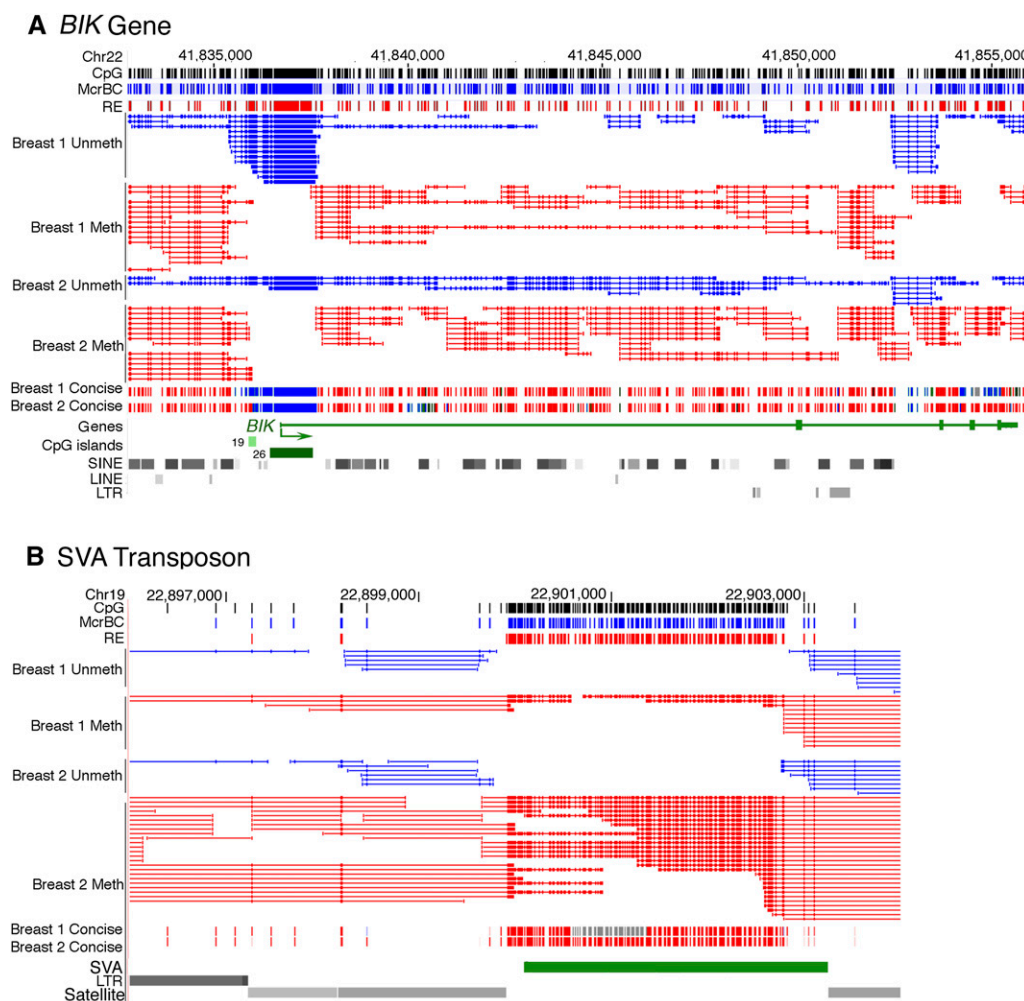 A BIK Gene
Chr22 41,835,000 41,840,000 41,845,000 41,850,000 41,855,000
CpG
McrBC
RE
Breast 1 Unmeth
Breast 1 Meth
Breast 2 Unmeth
Breast 2 Meth
Breast 1 Concise
Breast 2 Concise
Genes BIK
CpG islands 19
26
SINE
LINE
LTR
B SVA Transposon
Chr19 22,897,000 22,899,000 22,901,000 22,903,000
CpG
McrBC
RE
Breast 1 Unmeth
Breast 1 Meth
Breast 2 Unmeth
Breast 2 Meth
Breast 1 Concise
Breast 2 Concise
SVA
LTR
Satellite